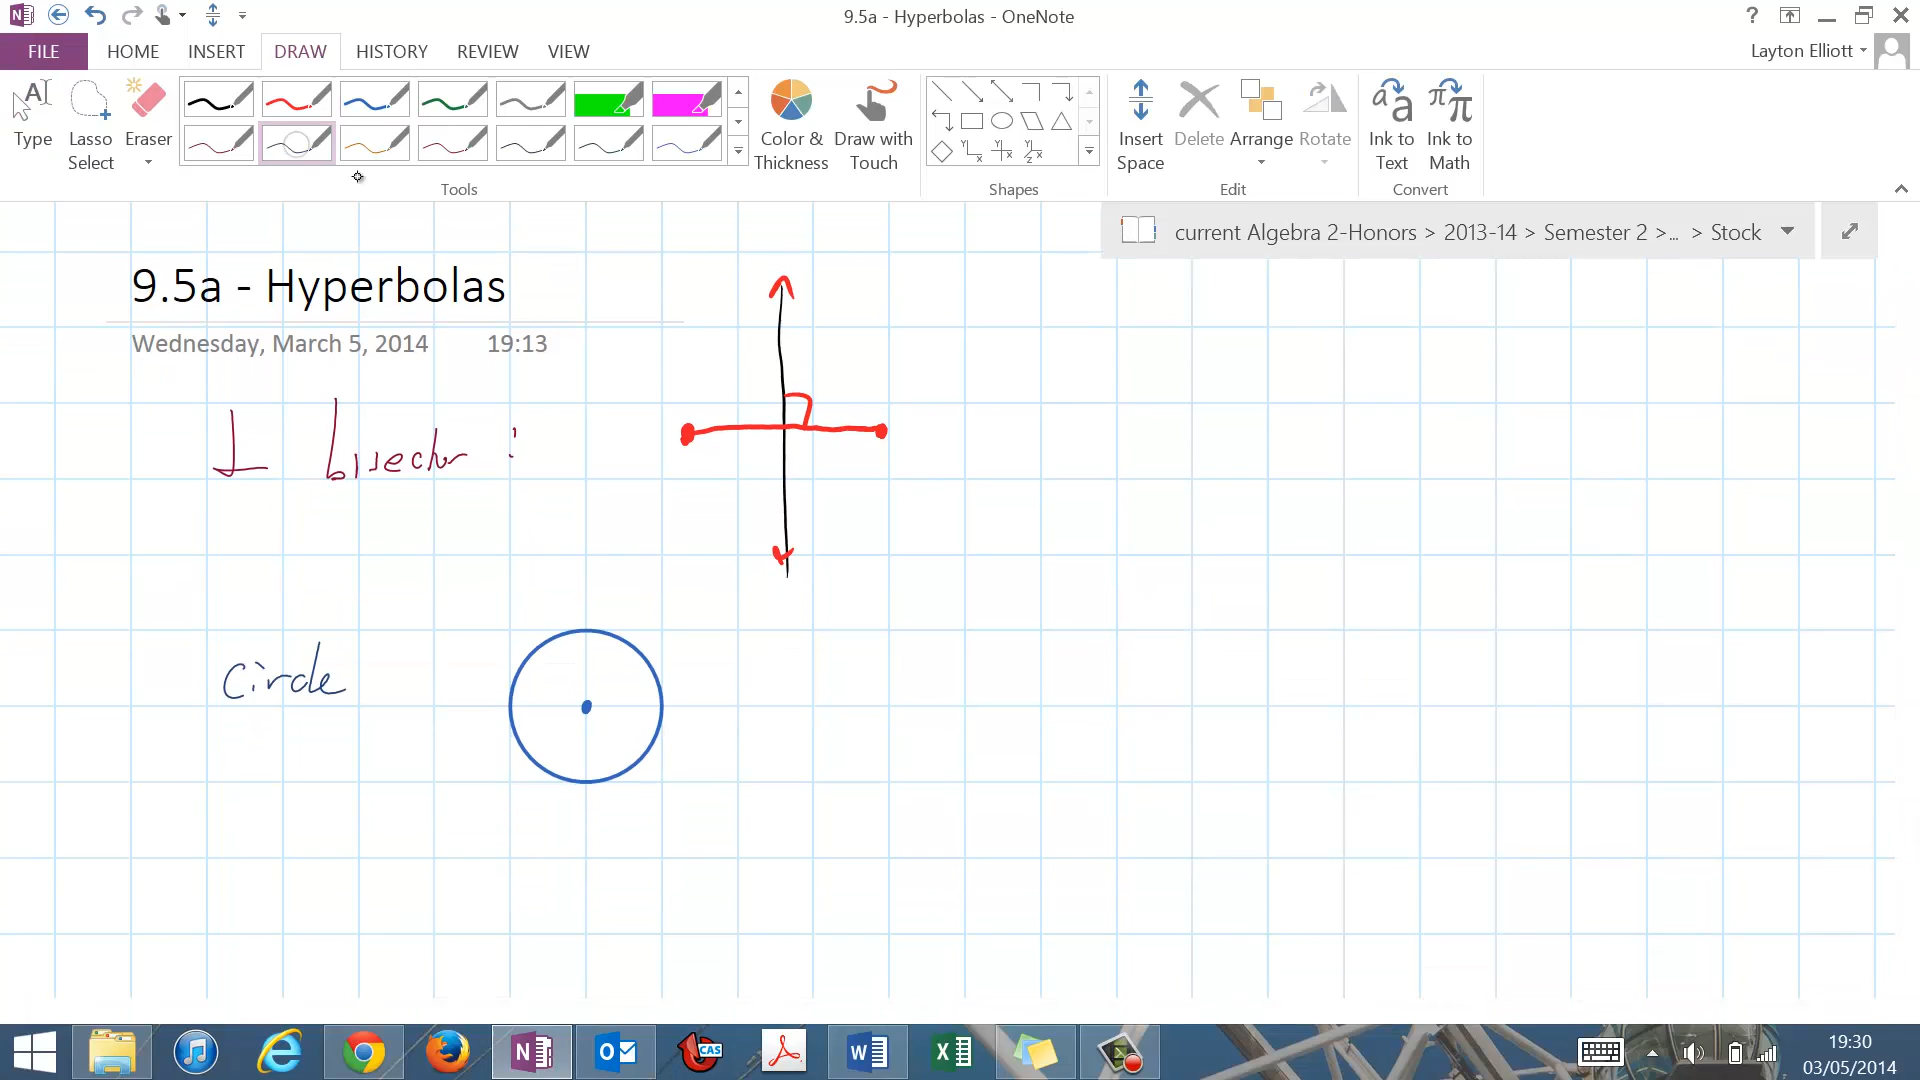 9.5a - Hyperbolas - OneNote
?
FILE HOME INSERT DRAW HISTORY REVIEW VIEW
Layton Elliott
Type
Lasso Select
Eraser
Color & Thickness
Draw with Touch
Insert Space
Delete
Arrange
Rotate
Ink to Text
Ink to Math
Tools Shapes Edit Convert
current Algebra 2-Honors > 2013-14 > Semester 2 >... > Stock
9.5a - Hyperbolas
Wednesday, March 5, 2014 19:13
⊥ bisector :
Circle
19:30
03/05/2014